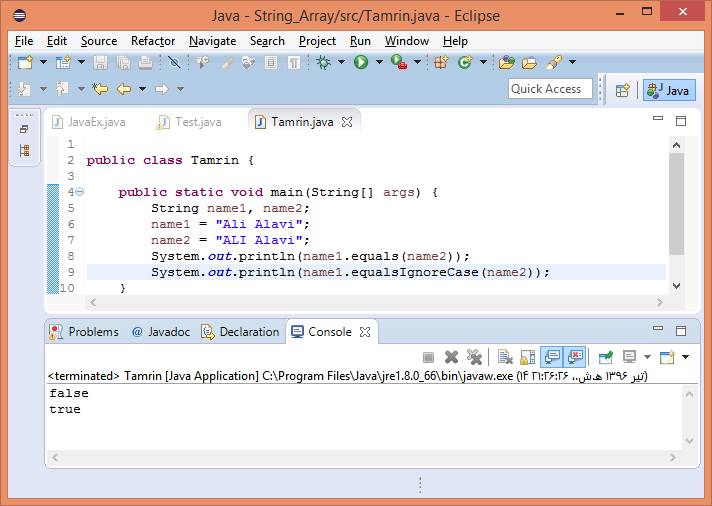 Java - String_Array/src/Tamrin.java - Eclipse
File Edit Source Refactor Navigate Search Project Run Window Help
Quick Access
Java
JavaEx.java Test.java Tamrin.java
1
2 public class Tamrin {
3
4 public static void main(String[] args) {
5 String name1, name2;
6 name1 = "Ali Alavi";
7 name2 = "ALI Alavi";
8 System.out.println(name1.equals(name2));
9 System.out.println(name1.equalsIgnoreCase(name2));
10 }
Problems @ Javadoc Declaration Console
<terminated> Tamrin [Java Application] C:\Program Files\Java\jre1.8.0_66\bin\javaw.exe (۱۴ تیر ۱۳۹۶ ه‍.ش.،‏ ۲۱:۲۶:۲۶)
false
true